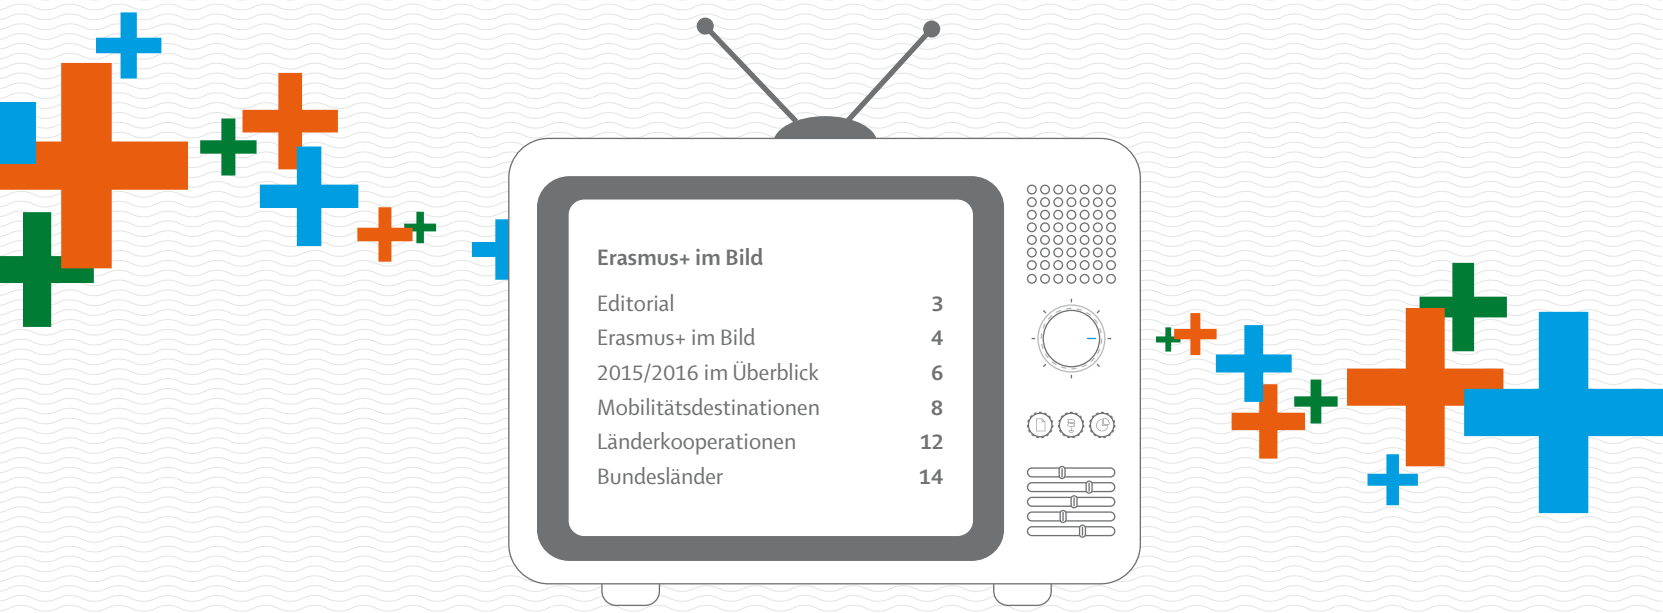 Erasmus+ im Bild
Editorial 3
Erasmus+ im Bild 4
2015/2016 im Überblick 6
Mobilitätsdestinationen 8
Länderkooperationen 12
Bundesländer 14